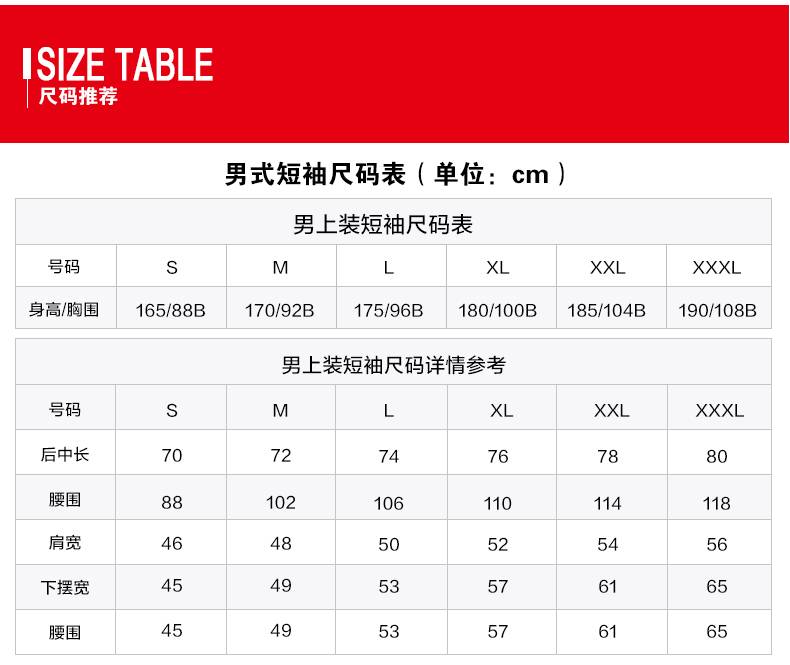 SIZE TABLE
尺码推荐
男式短袖尺码表（单位：cm）
男上装短袖尺码表
号码 S M L XL XXL XXXL
身高/胸围 165/88B 170/92B 175/96B 180/100B 185/104B 190/108B
男上装短袖尺码详情参考
号码 S M L XL XXL XXXL
后中长 70 72 74 76 78 80
腰围 88 102 106 110 114 118
肩宽 46 48 50 52 54 56
下摆宽 45 49 53 57 61 65
腰围 45 49 53 57 61 65